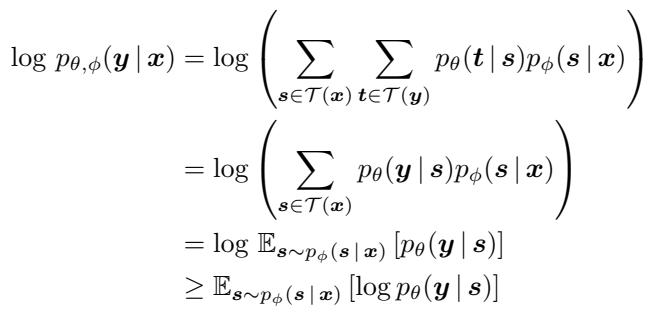 log p_{θ,ϕ}(y | x) = log ( ∑_{s∈𝒯(x)} ∑_{t∈𝒯(y)} p_θ(t | s)p_ϕ(s | x) )
= log ( ∑_{s∈𝒯(x)} p_θ(y | s)p_ϕ(s | x) )
= log 𝔼_{s∼p_ϕ(s | x)} [p_θ(y | s)]
≥ 𝔼_{s∼p_ϕ(s | x)} [log p_θ(y | s)]